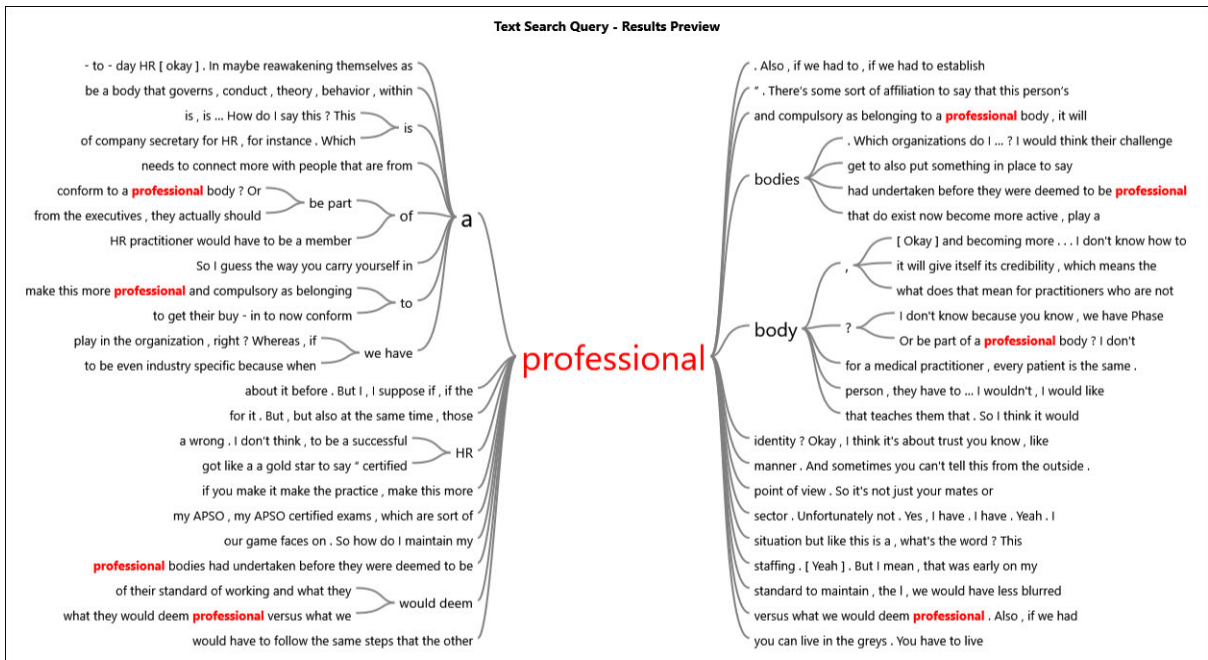 Text Search Query - Results Preview
- to - day HR [ okay ] . In maybe reawakening themselves as
be a body that governs , conduct , theory , behavior , within
is , is ... How do I say this ? This
of company secretary for HR , for instance . Which
is
needs to connect more with people that are from
conform to a professional body ? Or
from the executives , they actually should
be part
HR practitioner would have to be a member
of
So I guess the way you carry yourself in
make this more professional and compulsory as belonging
to get their buy - in to now conform
to
play in the organization , right ? Whereas , if
to be even industry specific because when
we have
a
about it before . But I , I suppose if , if the
for it . But , but also at the same time , those
a wrong . I don't think , to be a successful
got like a a gold star to say " certified
HR
if you make it make the practice , make this more
my APSO , my APSO certified exams , which are sort of
our game faces on . So how do I maintain my
professional bodies had undertaken before they were deemed to be
of their standard of working and what they
what they would deem professional versus what we
would deem
would have to follow the same steps that the other
professional
. Also , if we had to , if we had to establish
" . There's some sort of affiliation to say that this person's
and compulsory as belonging to a professional body , it will
bodies
. Which organizations do I ... ? I would think their challenge
get to also put something in place to say
had undertaken before they were deemed to be professional
that do exist now become more active , play a
body
,
[ Okay ] and becoming more . . . I don't know how to
it will give itself its credibility , which means the
what does that mean for practitioners who are not
?
I don't know because you know , we have Phase
Or be part of a professional body ? I don't
for a medical practitioner , every patient is the same .
person , they have to ... I wouldn't , I would like
that teaches them that . So I think it would
identity ? Okay , I think it's about trust you know , like
manner . And sometimes you can't tell this from the outside .
point of view . So it's not just your mates or
sector . Unfortunately not . Yes , I have . I have . Yeah . I
situation but like this is a , what's the word ? This
staffing . [ Yeah ] . But I mean , that was early on my
standard to maintain , the l , we would have less blurred
versus what we would deem professional . Also , if we had
you can live in the greys . You have to live